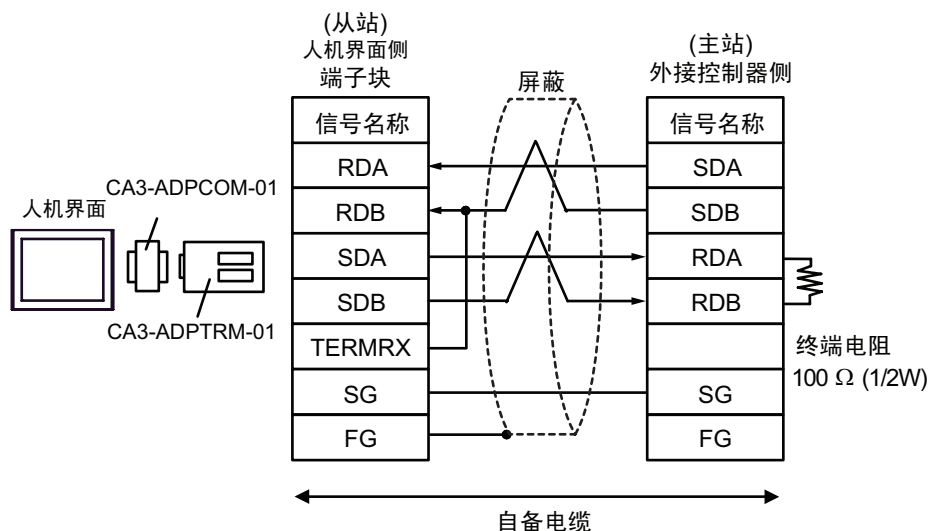 (从站)
人机界面侧
端子块
屏蔽
(主站)
外接控制器侧
信号名称
信号名称
RDA
SDA
CA3-ADPCOM-01
人机界面
RDB
SDB
SDA
RDA
SDB
RDB
CA3-ADPTRM-01
TERMRX
终端电阻
100 Ω (1/2W)
SG
SG
FG
FG
自备电缆